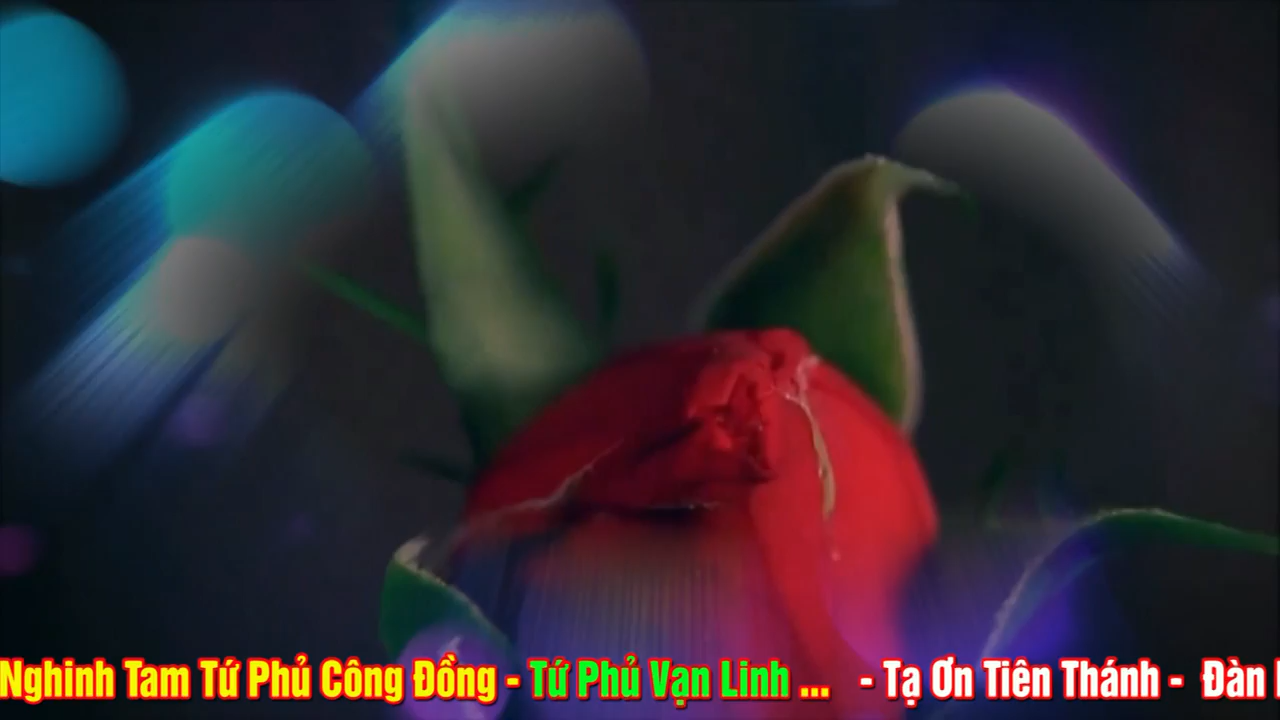 Nghinh Tam Tứ Phủ Công Đồng - Tứ Phủ Vạn Linh ... - Tạ Ơn Tiên Thánh - Đàn